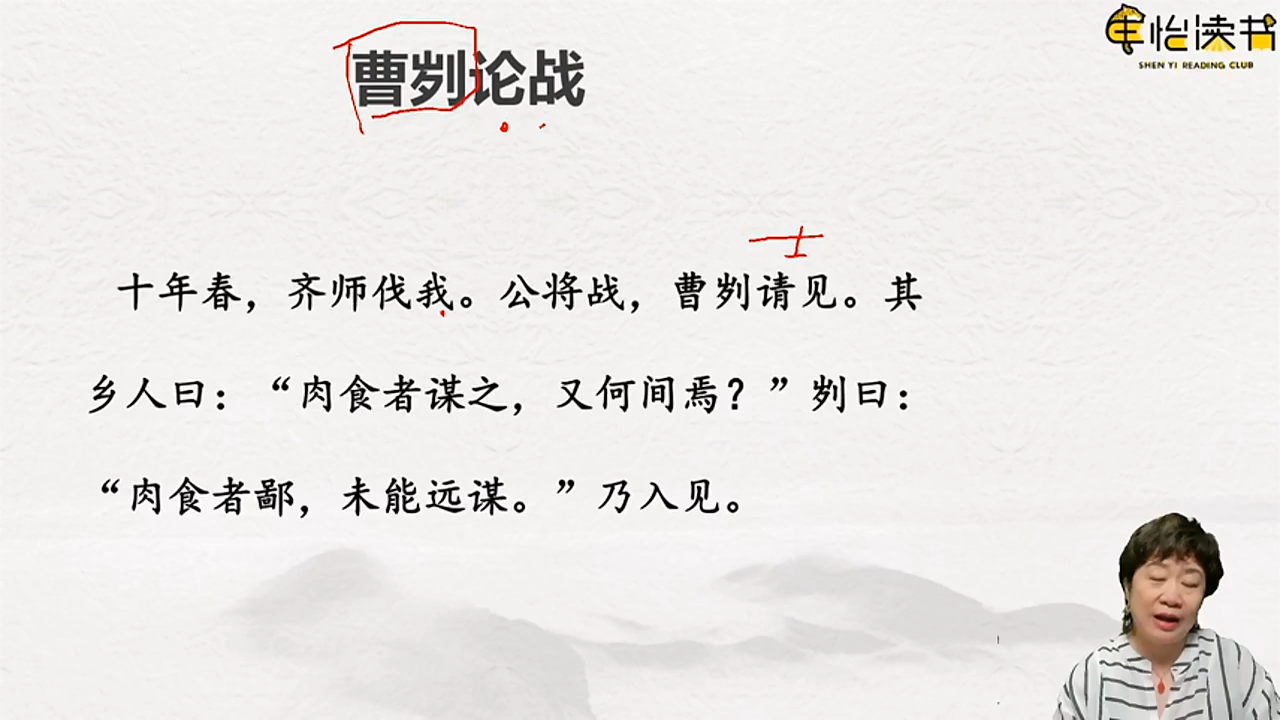 申怡读书
SHEN YI READING CLUB
曹刿论战
士
十年春，齐师伐我。公将战，曹刿请见。其
乡人曰：“肉食者谋之，又何间焉？”刿曰：
“肉食者鄙，未能远谋。”乃入见。